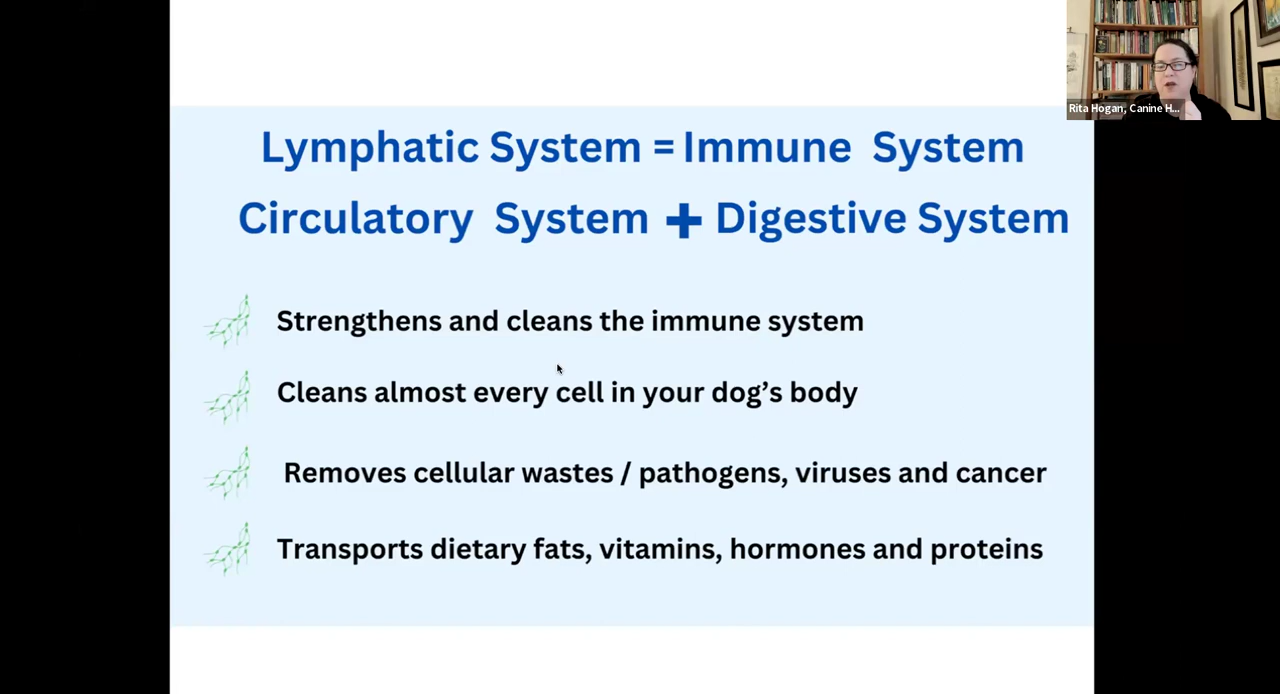 Rita Hogan, Canine H...
Lymphatic System = Immune System
Circulatory System + Digestive System
Strengthens and cleans the immune system
Cleans almost every cell in your dog’s body
Removes cellular wastes / pathogens, viruses and cancer
Transports dietary fats, vitamins, hormones and proteins